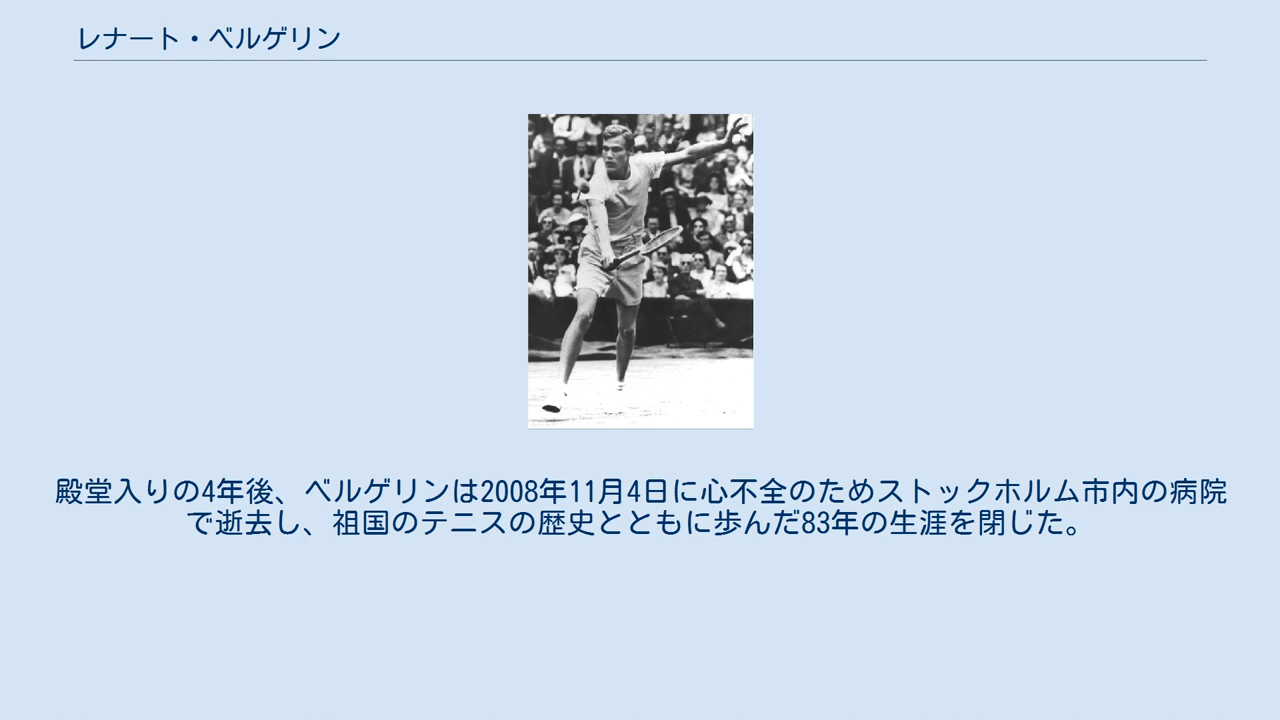 レナート・ベルゲリン
殿堂入りの4年後、ベルゲリンは2008年11月4日に心不全のためストックホルム市内の病院
で逝去し、祖国のテニスの歴史とともに歩んだ83年の生涯を閉じた。